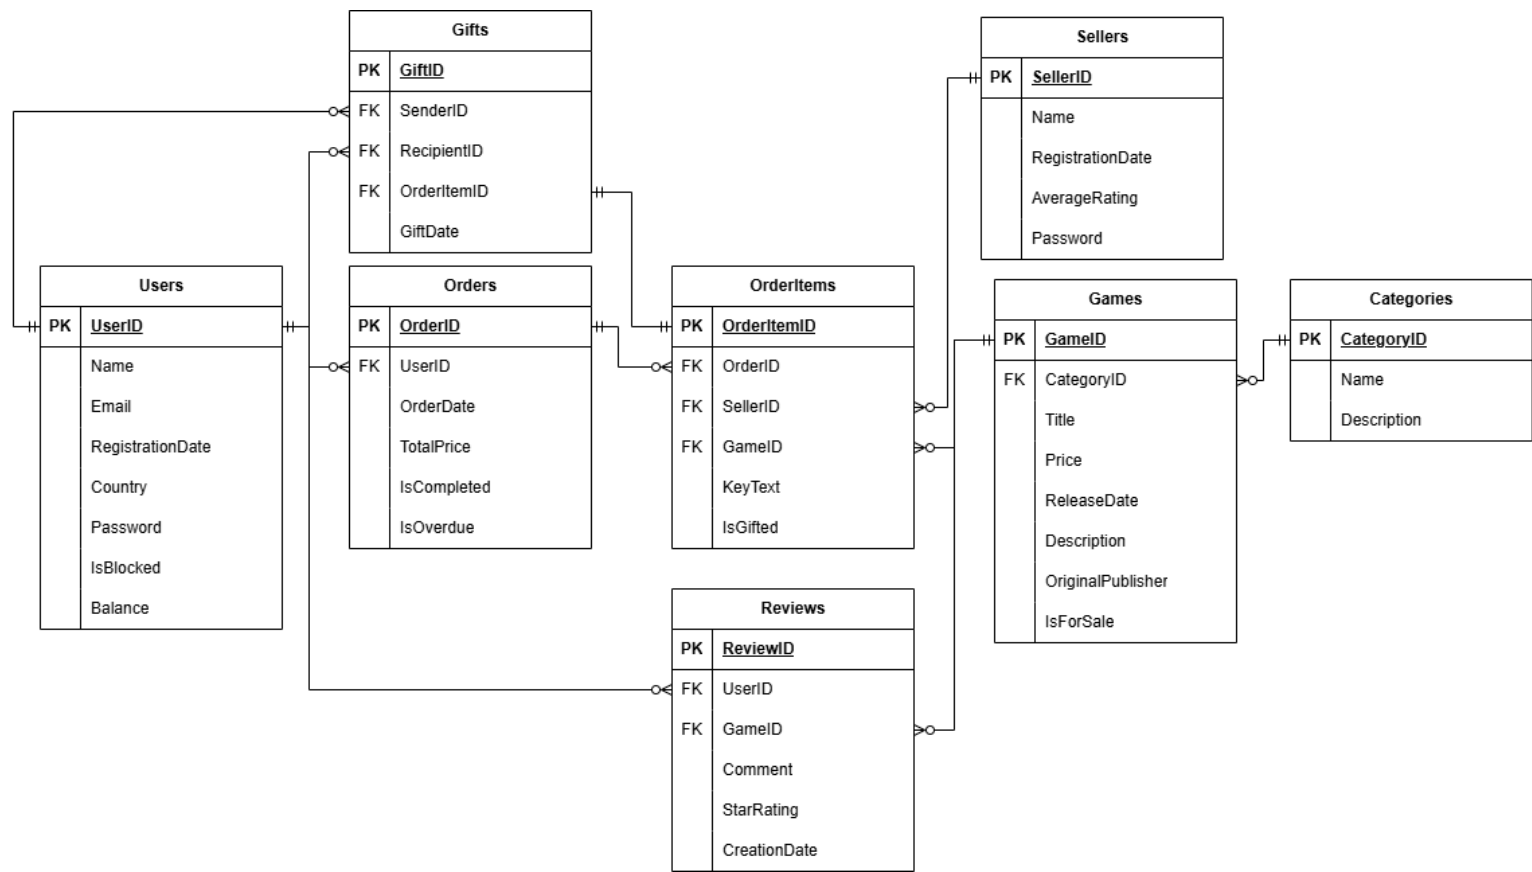 Gifts
PK GiftID
FK SenderID
FK RecipientID
FK OrderItemID
GiftDate
Sellers
PK SellerID
Name
RegistrationDate
AverageRating
Password
Users
PK UserID
Name
Email
RegistrationDate
Country
Password
IsBlocked
Balance
Orders
PK OrderID
FK UserID
OrderDate
TotalPrice
IsCompleted
IsOverdue
OrderItems
PK OrderItemID
FK OrderID
FK SellerID
FK GameID
KeyText
IsGifted
Games
PK GameID
FK CategoryID
Title
Price
ReleaseDate
Description
OriginalPublisher
IsForSale
Categories
PK CategoryID
Name
Description
Reviews
PK ReviewID
FK UserID
FK GameID
Comment
StarRating
CreationDate